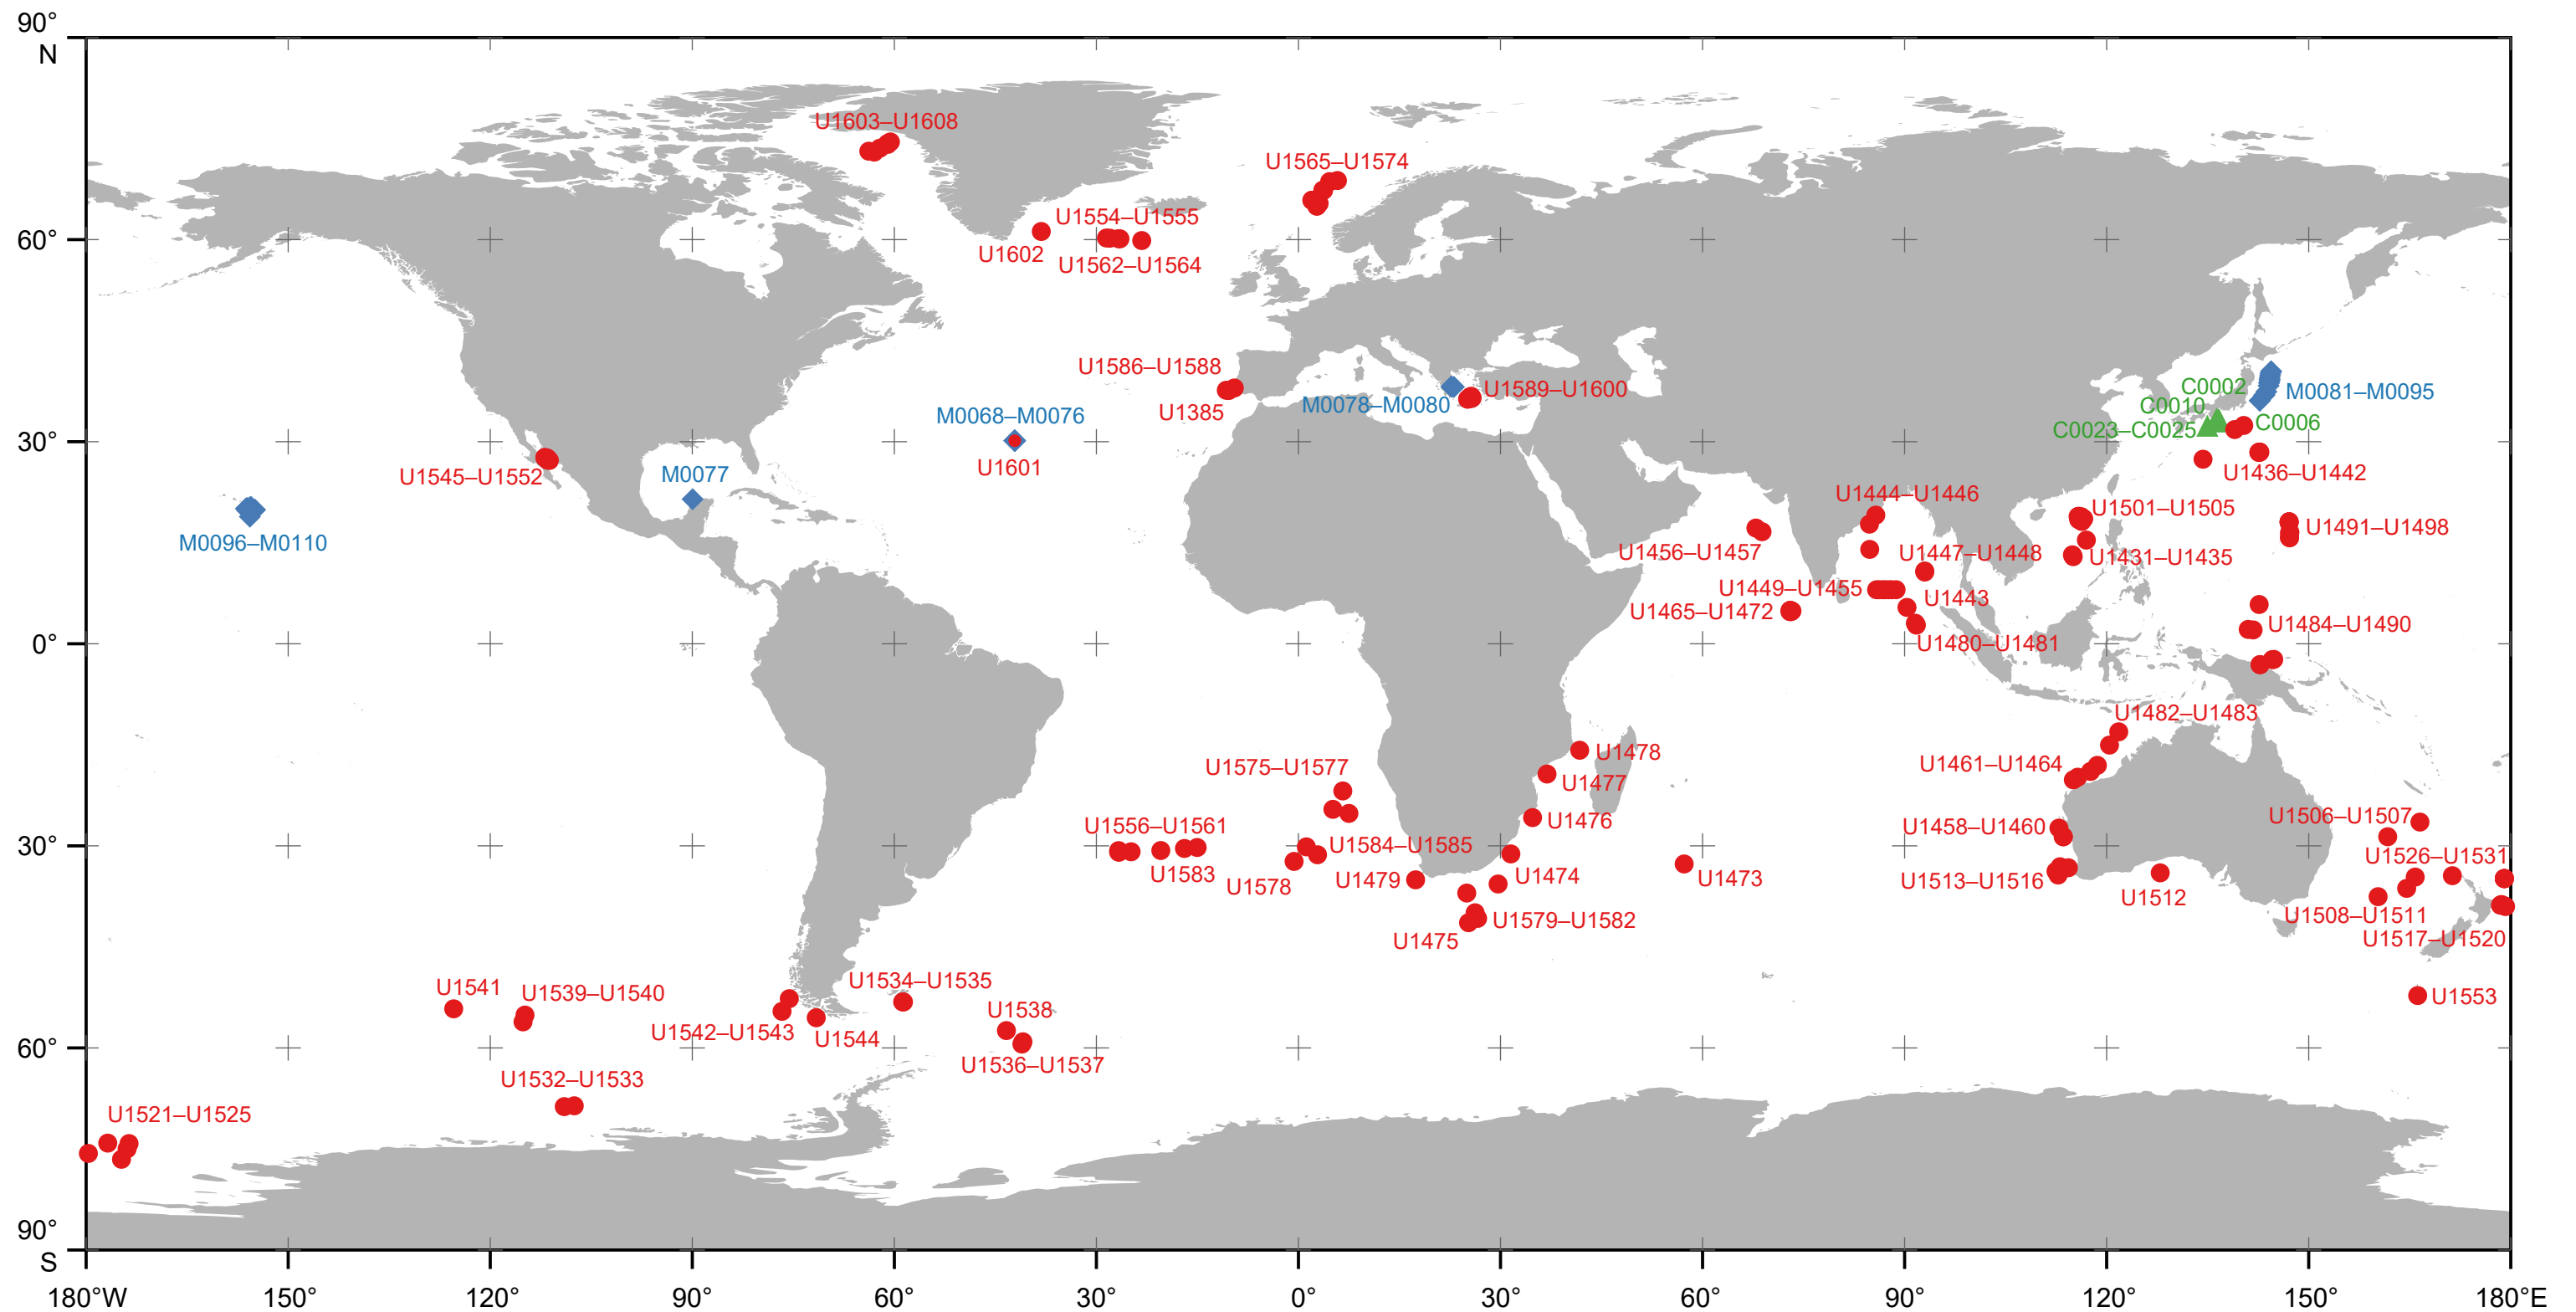 90°
N
U1603–U1608
U1565–U1574
U1554–U1555
60°
U1602
U1562–U1564
U1586–U1588
C0002
U1589–U1600
M0081–M0095
M0078–M0080
C0010
U1385
M0068–M0076
C0006
C0023–C0025
30°
U1601
U1436–U1442
M0077
U1545–U1552
U1444–U1446
U1501–U1505
U1491–U1498
M0096–M0110
U1456–U1457
U1447–U1448
U1431–U1435
U1449–U1455
U1443
U1465–U1472
U1484–U1490
0°
U1480–U1481
U1482–U1483
U1478
U1461–U1464
U1575–U1577
U1477
U1506–U1507
U1476
U1556–U1561
U1458–U1460
30°
U1584–U1585
U1526–U1531
U1583
U1474
U1473
U1479
U1513–U1516
U1578
U1512
U1508–U1511
U1579–U1582
U1475
U1517–U1520
U1534–U1535
U1541
U1539–U1540
U1553
U1538
U1542–U1543
U1544
60°
U1536–U1537
U1532–U1533
U1521–U1525
90°
S
180°W 150° 120° 90° 60° 30° 0° 30° 60° 90° 120° 150° 180°E